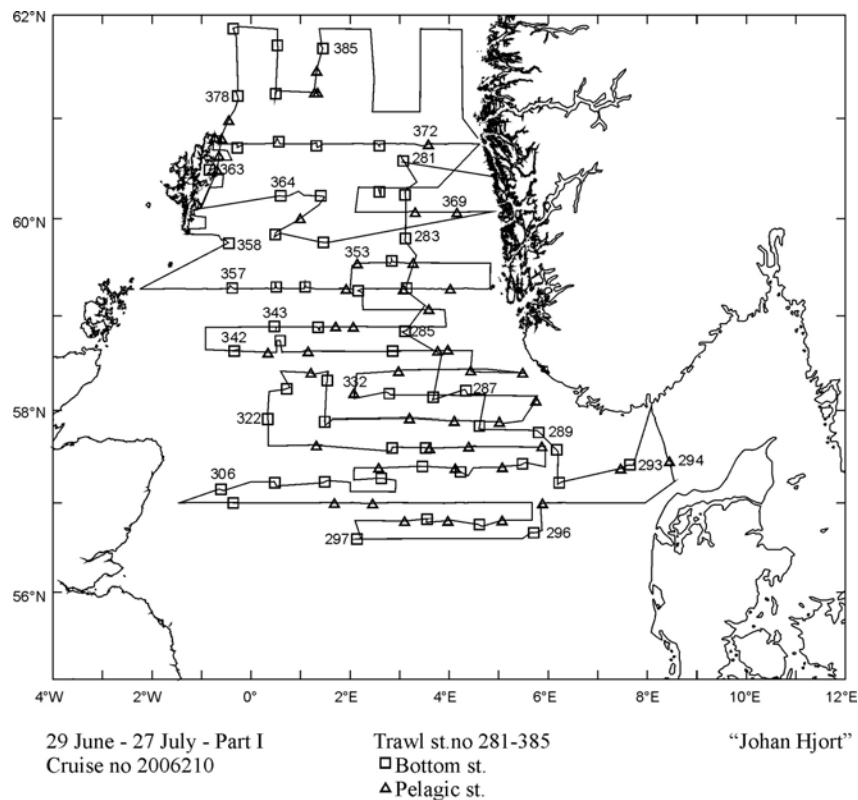 62°N
385
378
372
281
363
364
369
60°N
283
358
353
357
343
285
342
332
287
58°N
322
289
293
294
306
296
297
56°N
4°W
2°W
0°
2°E
4°E
6°E
8°E
10°E
12°E
29 June - 27 July - Part I
Trawl st.no 281-385
"Johan Hjort"
Cruise no 2006210
Bottom st.
Pelagic st.